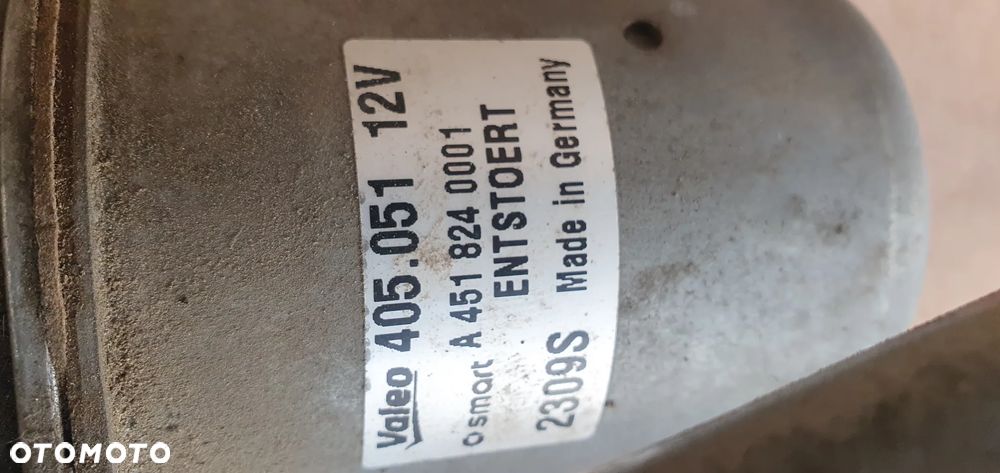 Valeo 405.051 12V
smart A 451 824 0001
ENTSTOERT
2309S Made in Germany
OTOMOTO